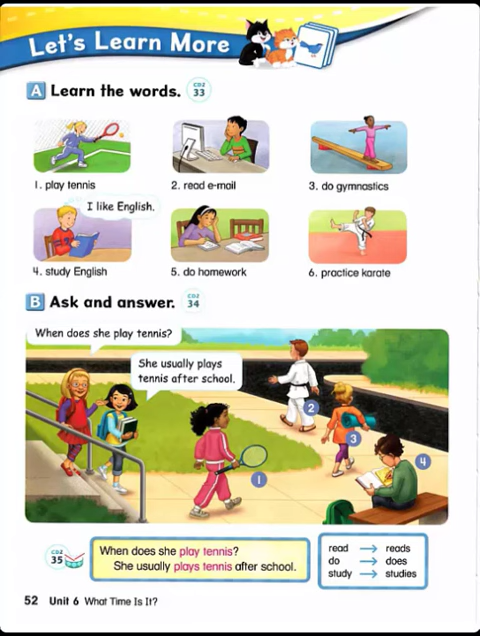 Let's Learn More
A Learn the words. CD2 33
1. play tennis
2. read e-mail
3. do gymnastics
I like English.
4. study English
5. do homework
6. practice karate
B Ask and answer. CD2 34
When does she play tennis?
She usually plays
tennis after school.
2
3
4
1
CD2 35
When does she play tennis?
She usually plays tennis after school.
read → reads
do → does
study → studies
52 Unit 6 What Time Is It?